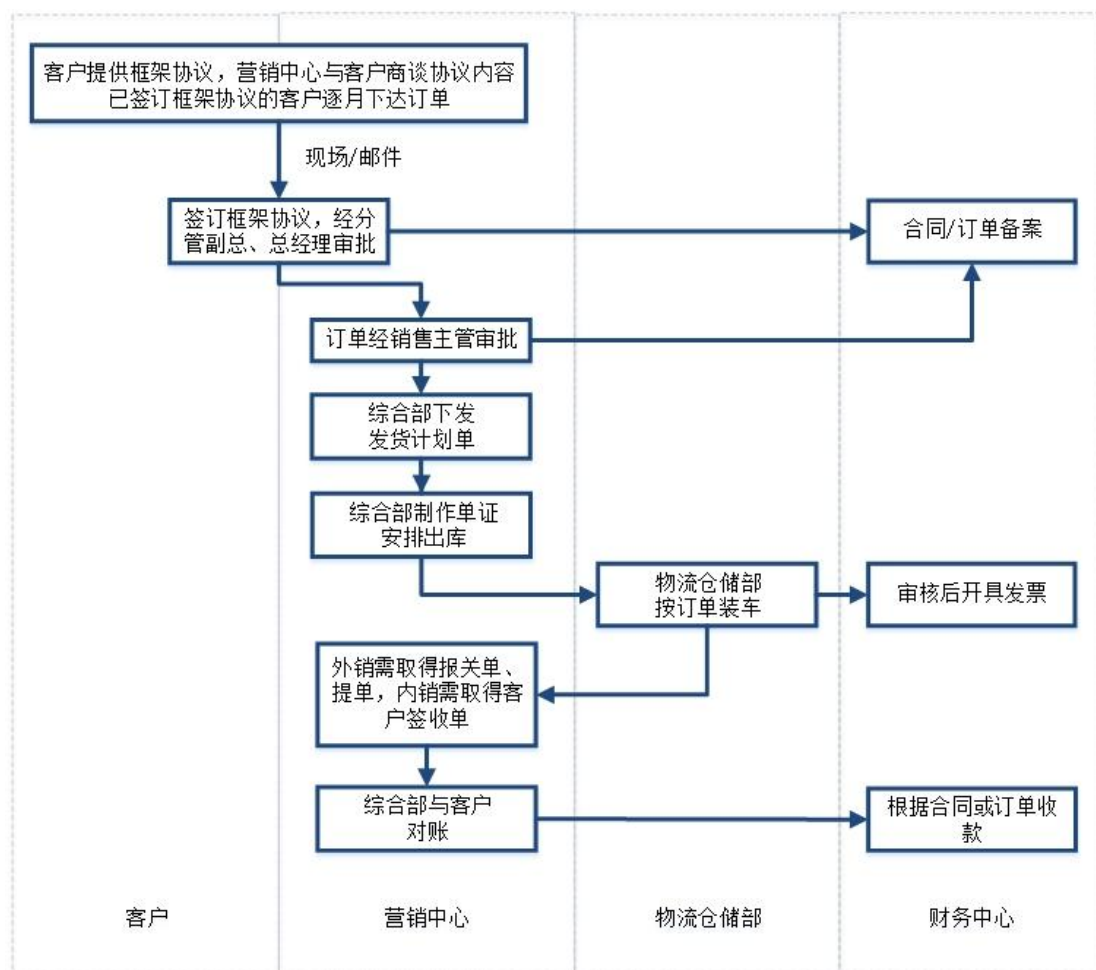 客户提供框架协议，营销中心与客户商谈协议内容
已签订框架协议的客户逐月下达订单
现场/邮件
签订框架协议，经分
管副总、总经理审批
合同/订单备案
订单经销售主管审批
综合部下发
发货计划单
综合部制作单证
安排出库
物流仓储部
按订单装车
审核后开具发票
外销需取得报关单、
提单，内销需取得客
户签收单
综合部与客户
对账
根据合同或订单收
款
客户
营销中心
物流仓储部
财务中心